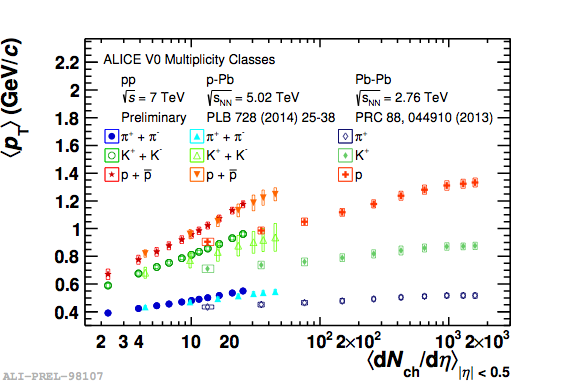 ALICE V0 Multiplicity Classes
pp p-Pb Pb-Pb
√s = 7 TeV √sNN = 5.02 TeV √sNN = 2.76 TeV
Preliminary PLB 728 (2014) 25-38 PRC 88, 044910 (2013)
π⁺ + π⁻ π⁺ + π⁻ π⁺
K⁺ + K⁻ K⁺ + K⁻ K⁺
p + p̅ p + p̅ p
⟨pT⟩ (GeV/c)
2.2
2
1.8
1.6
1.4
1.2
1
0.8
0.6
0.4
2 3 4 10 20 10² 2×10² 10³ 2×10³
⟨dNch/dη⟩|η| < 0.5
ALI-PREL-98107